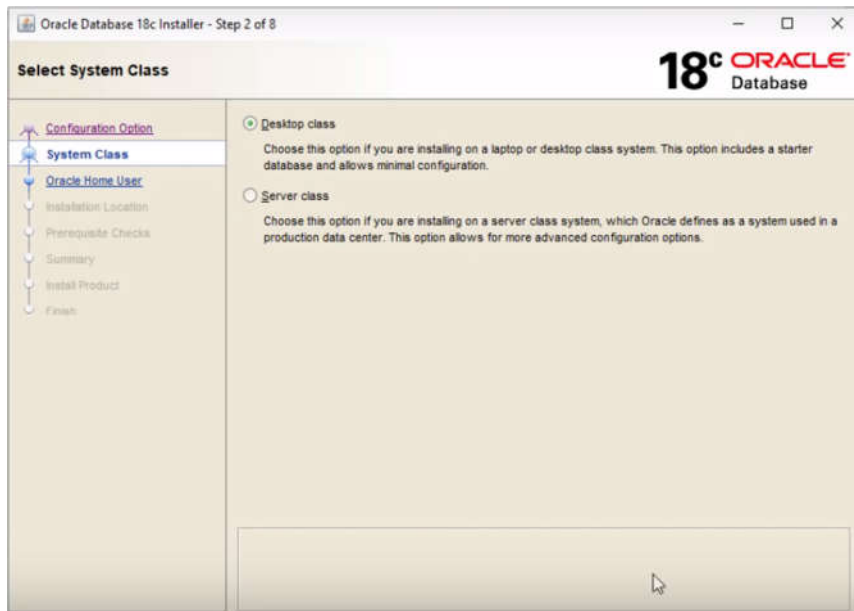 Oracle Database 18c Installer - Step 2 of 8
Select System Class
18c ORACLE
Database
Configuration Option
System Class
Oracle Home User
Installation Location
Prerequisite Checks
Summary
Install Product
Finish
Desktop class
Choose this option if you are installing on a laptop or desktop class system. This option includes a starter
database and allows minimal configuration.
Server class
Choose this option if you are installing on a server class system, which Oracle defines as a system used in a
production data center. This option allows for more advanced configuration options.